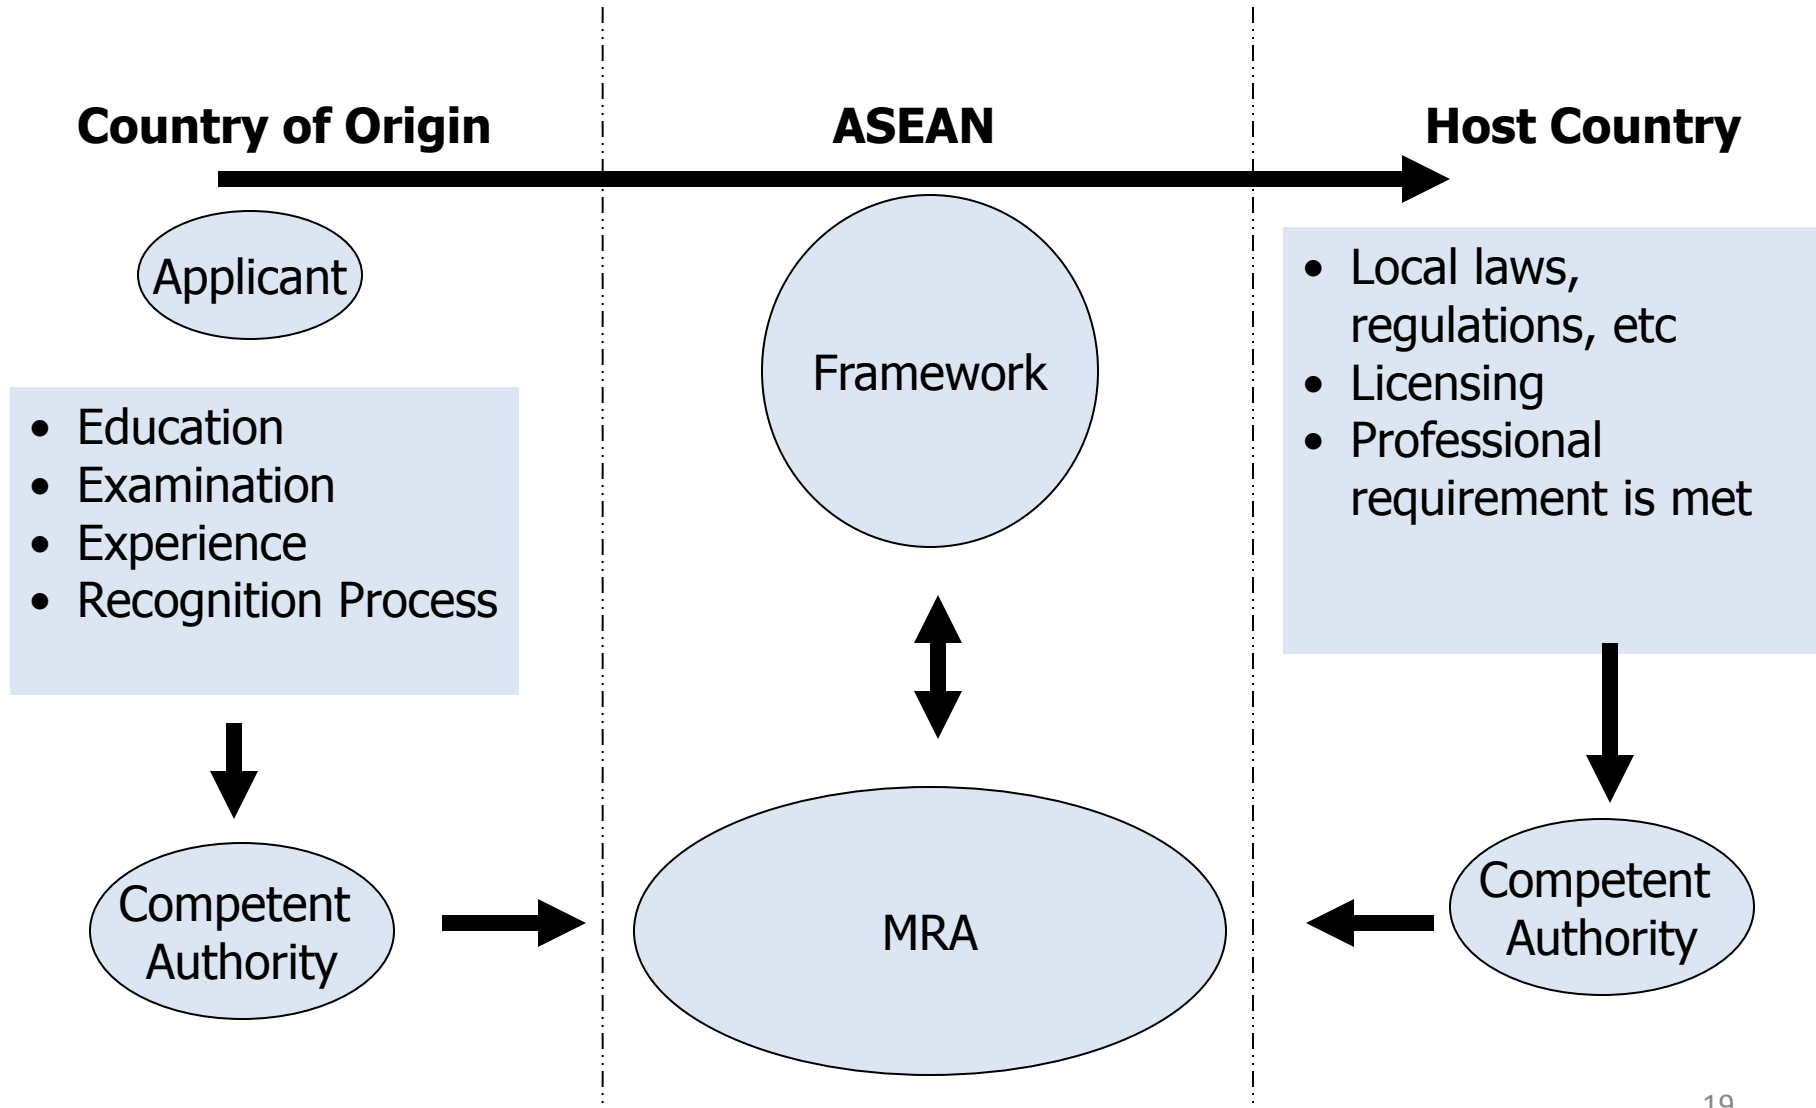 Country of Origin
ASEAN
Host Country
Applicant
• Education
• Examination
• Experience
• Recognition Process
Competent
Authority
Framework
MRA
• Local laws,
regulations, etc
• Licensing
• Professional
requirement is met
Competent
Authority
19